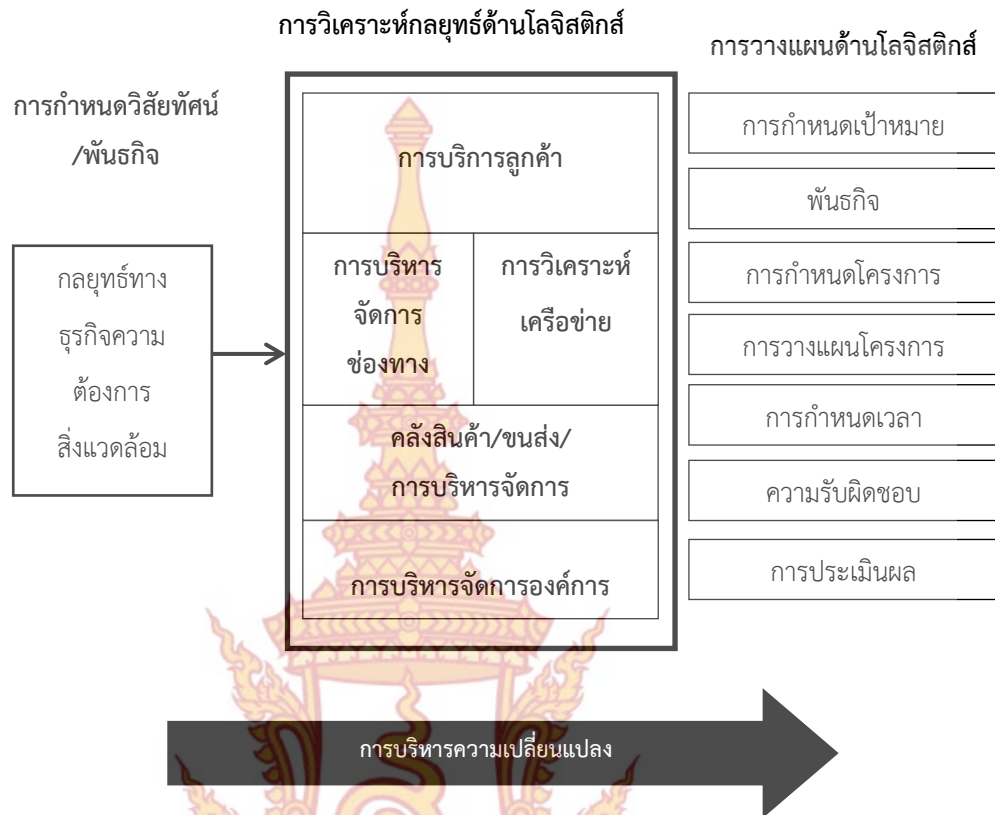 การวิเคราะห์กลยุทธ์ด้านโลจิสติกส์
การวางแผนด้านโลจิสติกส์
การกำหนดวิสัยทัศน์
/พันธกิจ
กลยุทธ์ทาง
ธุรกิจความ
ต้องการ
สิ่งแวดล้อม
การบริการลูกค้า
การบริหาร
จัดการ
ช่องทาง
การวิเคราะห์
เครือข่าย
คลังสินค้า/ขนส่ง/
การบริหารจัดการ
การบริหารจัดการองค์การ
การกำหนดเป้าหมาย
พันธกิจ
การกำหนดโครงการ
การวางแผนโครงการ
การกำหนดเวลา
ความรับผิดชอบ
การประเมินผล
การบริหารความเปลี่ยนแปลง